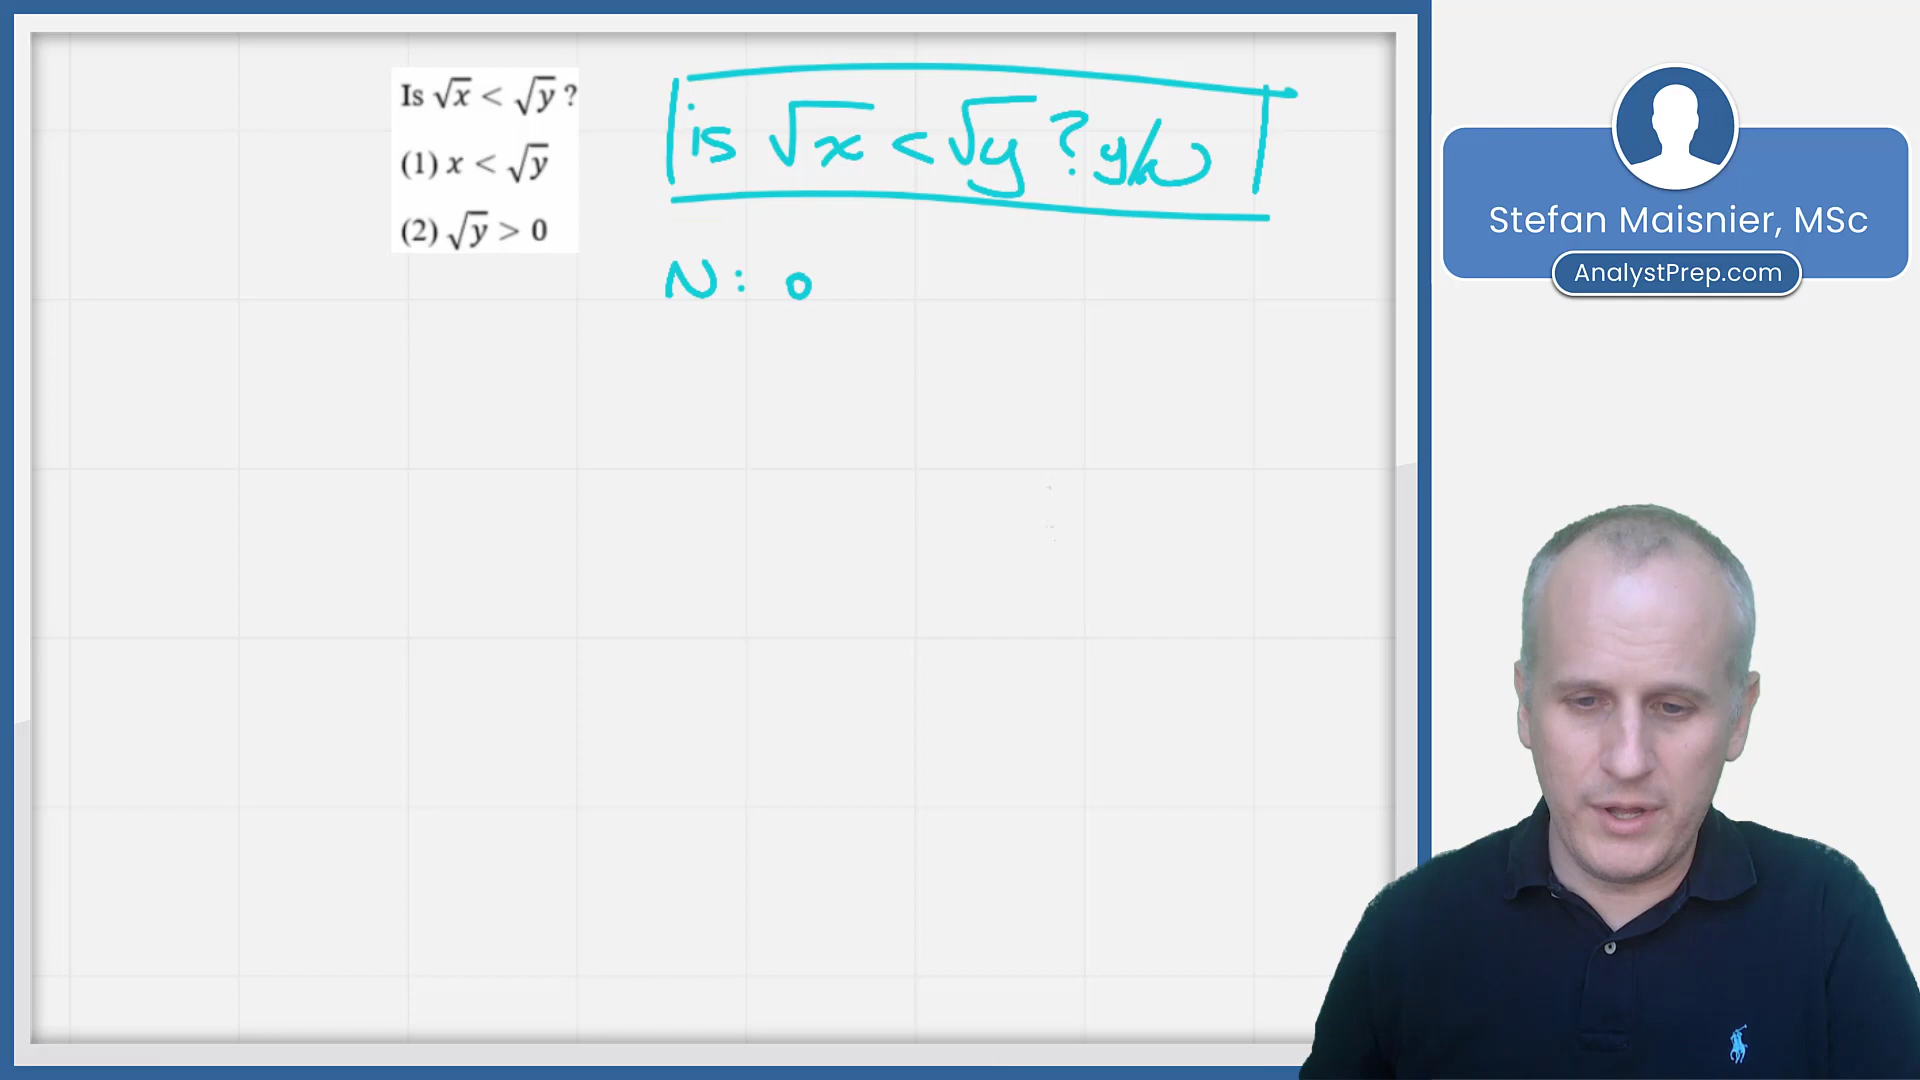 Is √x < √y ?
(1) x < √y
(2) √y > 0
is √x < √y ? y/N
N: 0
Stefan Maisnier, MSc
AnalystPrep.com